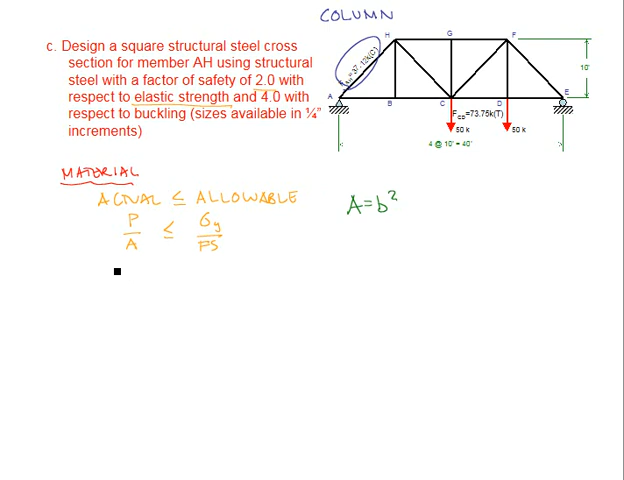 COLUMN
c. Design a square structural steel cross
section for member AH using structural
steel with a factor of safety of 2.0 with
respect to elastic strength and 4.0 with
respect to buckling (sizes available in ¼"
increments)
H
G
F
10'
A
B
C
D
E
F_CD=73.75k(T)
50 k
50 k
4 @ 10' = 40'
MATERIAL
ACTUAL ≤ ALLOWABLE
P/A ≤ σy/FS
A=b²